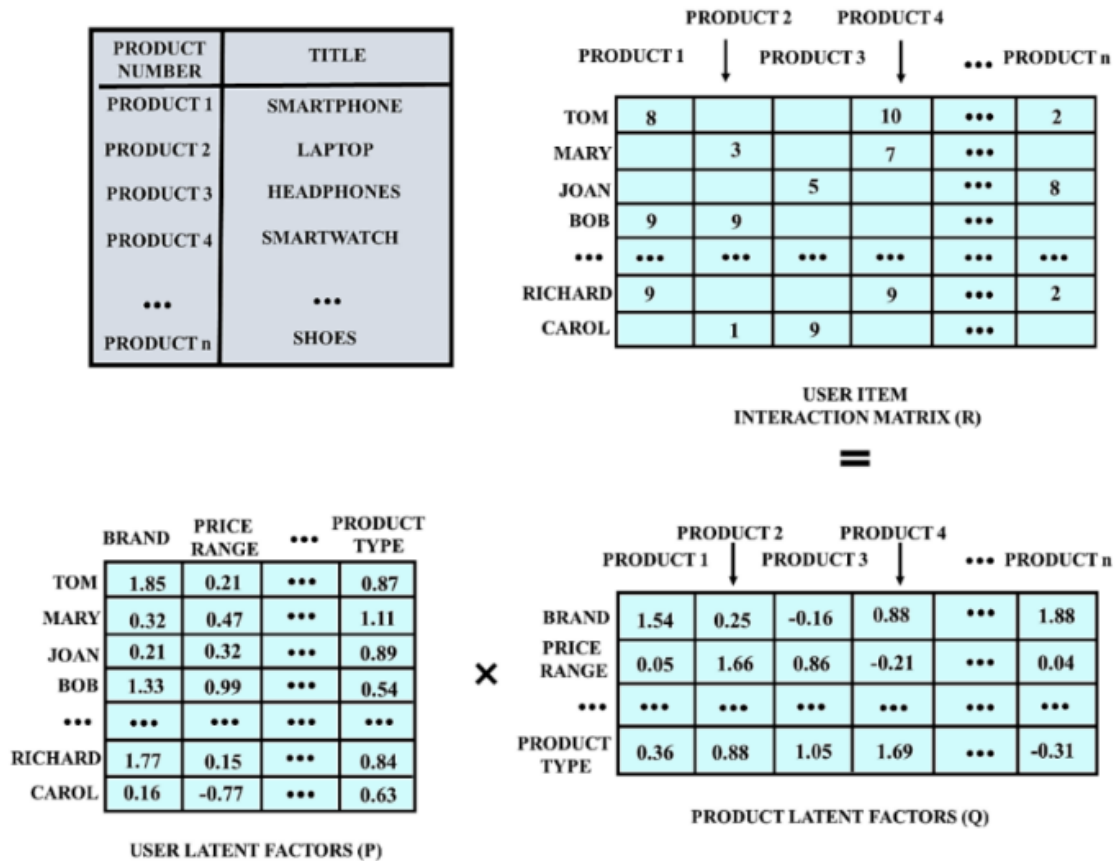 PRODUCT NUMBER TITLE
PRODUCT 1 SMARTPHONE
PRODUCT 2 LAPTOP
PRODUCT 3 HEADPHONES
PRODUCT 4 SMARTWATCH
••• •••
PRODUCT n SHOES
PRODUCT 2 PRODUCT 4
PRODUCT 1 PRODUCT 3 ••• PRODUCT n
TOM 8 10 ••• 2
MARY 3 7 •••
JOAN 5 ••• 8
BOB 9 9 •••
••• ••• ••• ••• ••• ••• •••
RICHARD 9 9 ••• 2
CAROL 1 9 •••
USER ITEM
INTERACTION MATRIX (R)
=
BRAND PRICE RANGE ••• PRODUCT TYPE
TOM 1.85 0.21 ••• 0.87
MARY 0.32 0.47 ••• 1.11
JOAN 0.21 0.32 ••• 0.89
BOB 1.33 0.99 ••• 0.54
••• ••• ••• ••• •••
RICHARD 1.77 0.15 ••• 0.84
CAROL 0.16 -0.77 ••• 0.63
USER LATENT FACTORS (P)
×
PRODUCT 2 PRODUCT 4
PRODUCT 1 PRODUCT 3 ••• PRODUCT n
BRAND 1.54 0.25 -0.16 0.88 ••• 1.88
PRICE RANGE 0.05 1.66 0.86 -0.21 ••• 0.04
••• ••• ••• ••• ••• ••• •••
PRODUCT TYPE 0.36 0.88 1.05 1.69 ••• -0.31
PRODUCT LATENT FACTORS (Q)